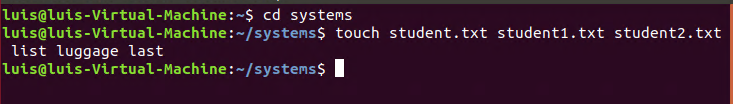 luis@luis-Virtual-Machine:~$ cd systems
luis@luis-Virtual-Machine:~/systems$ touch student.txt student1.txt student2.txt
list luggage last
luis@luis-Virtual-Machine:~/systems$